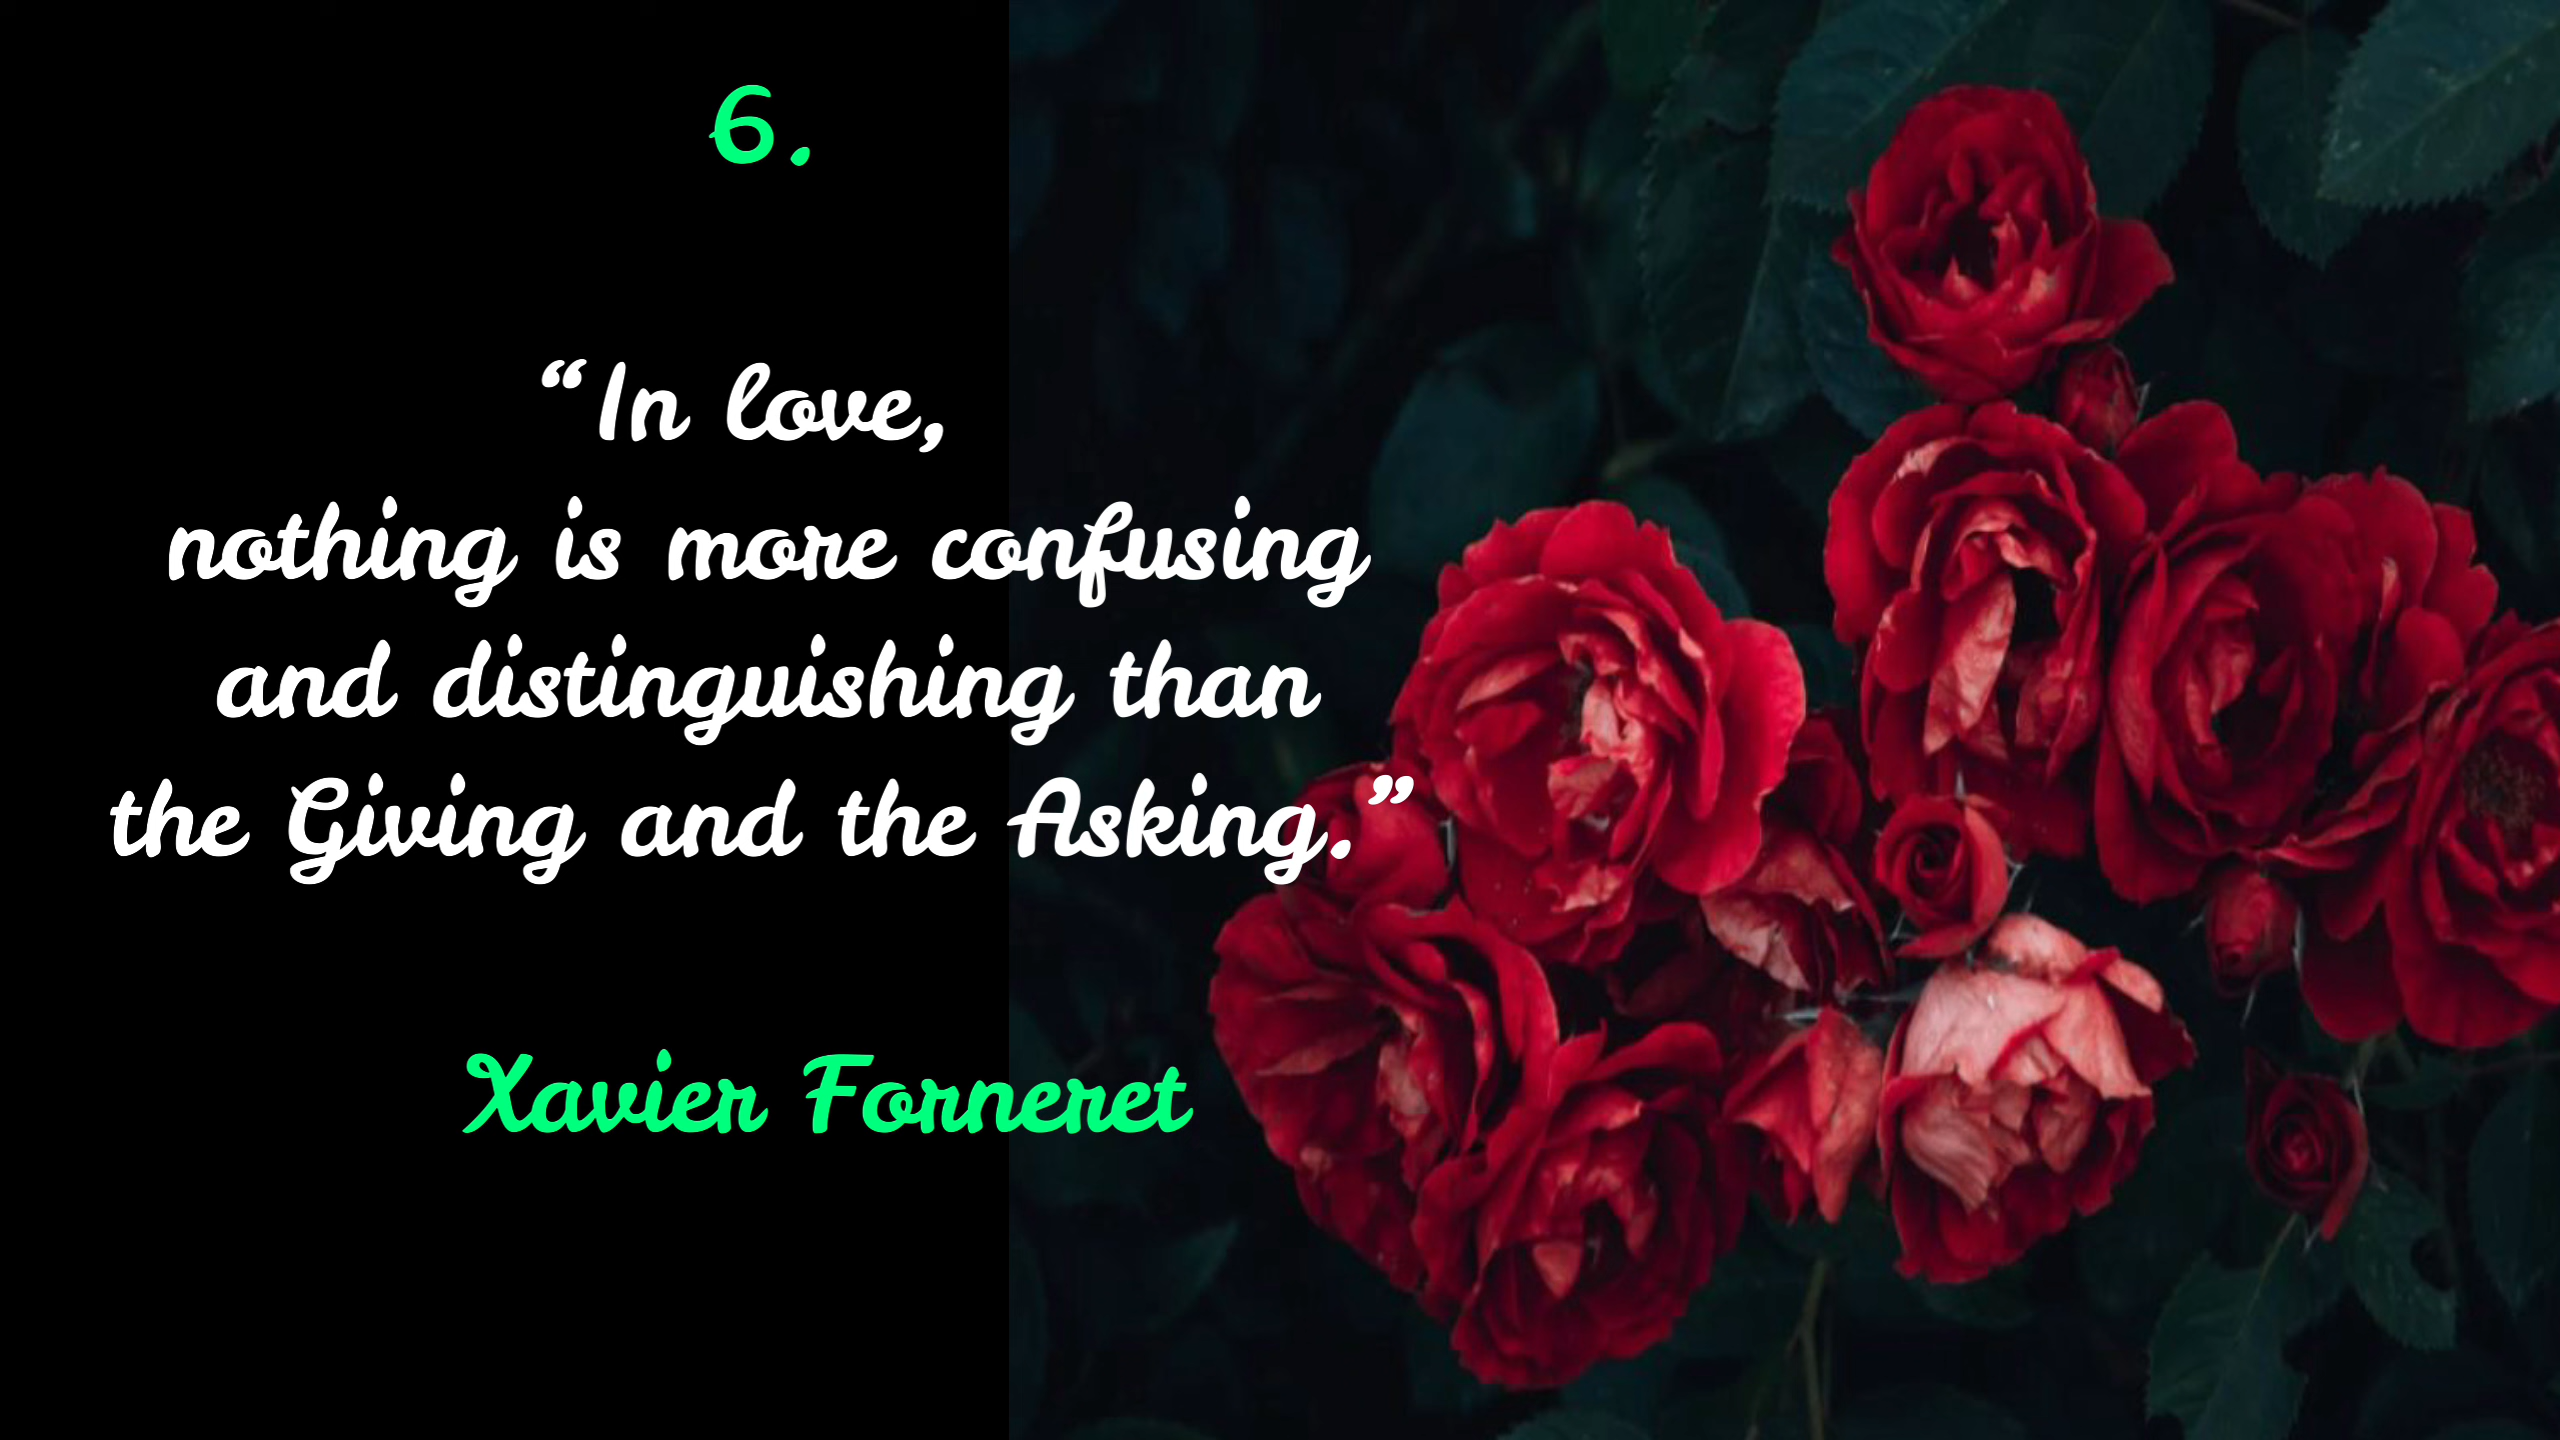 6.
“In love,
nothing is more confusing
and distinguishing than
the Giving and the Asking.”
Xavier Forneret